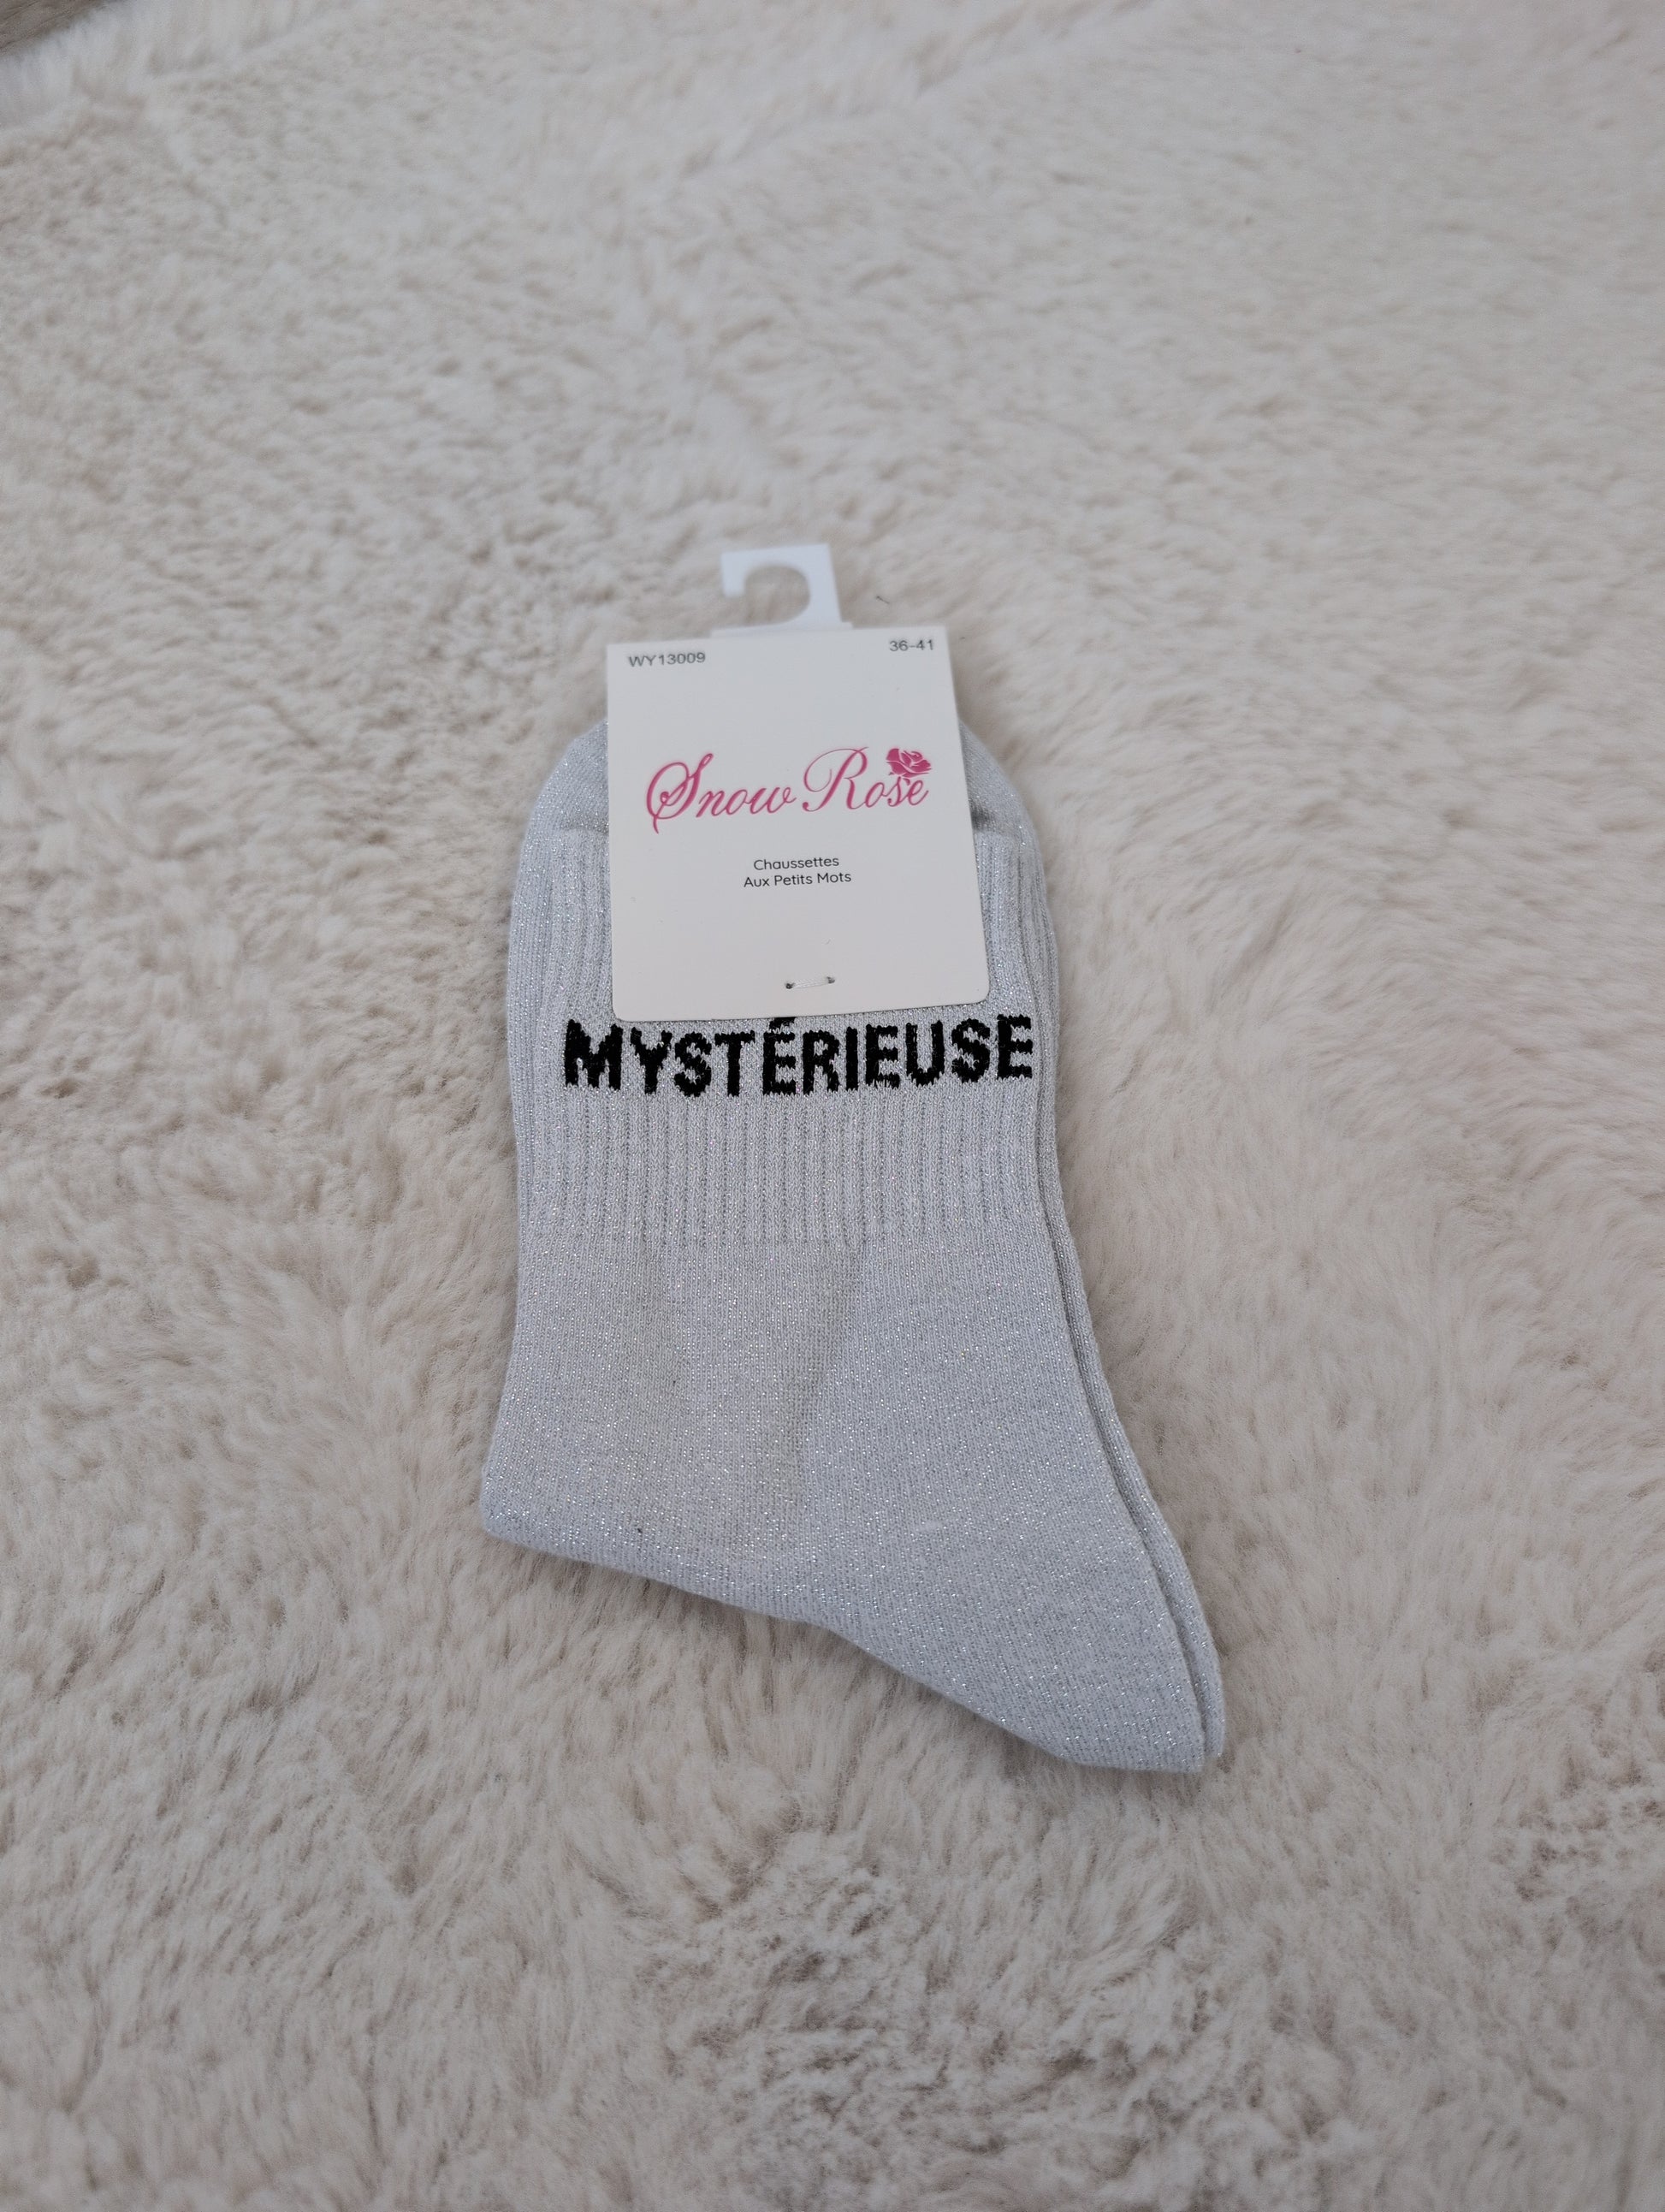 WY13009 36-41
Snow Rose
Chaussettes
Aux Petits Mots
MYSTÉRIEUSE